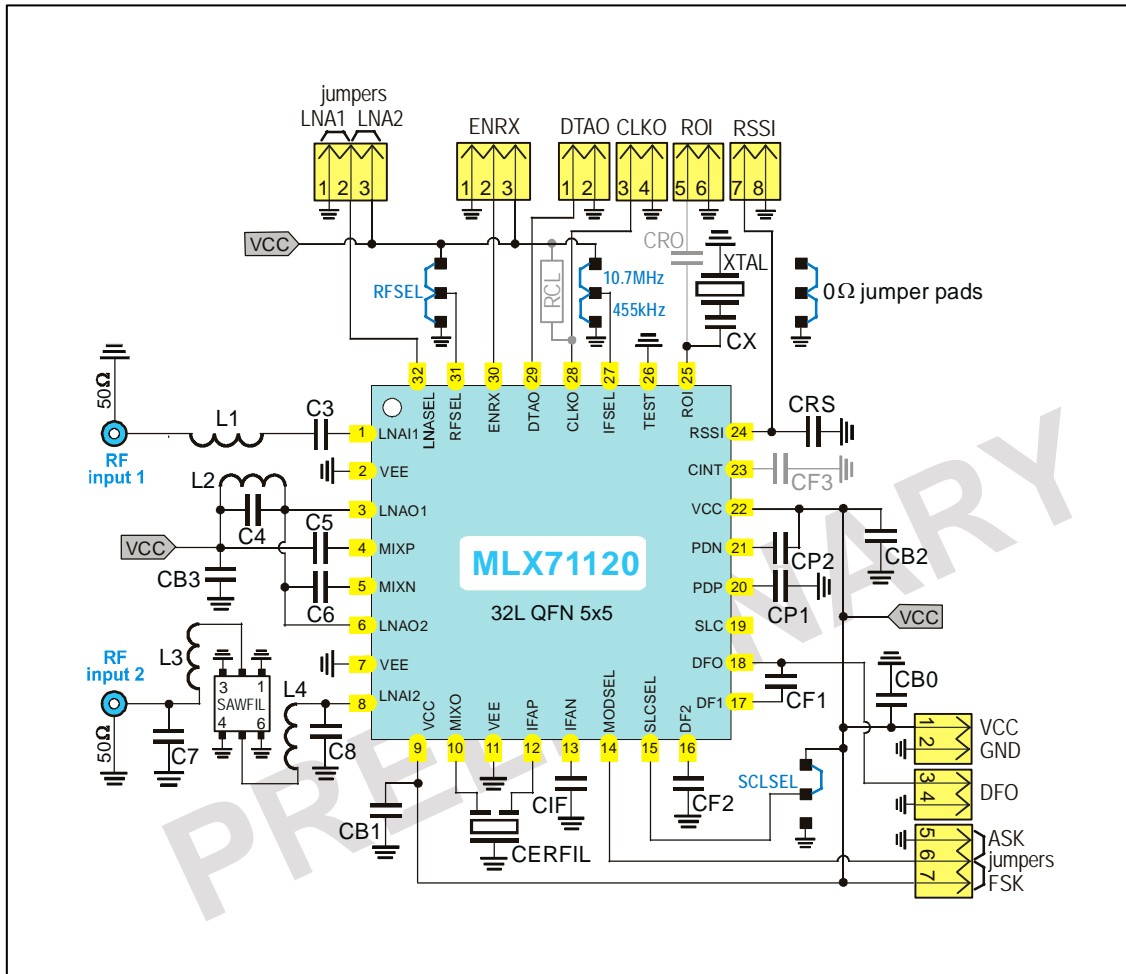 jumpers
LNA1 LNA2
ENRX
DTAO CLKO ROI RSSI
1 2 3
1 2 3
1 2
3 4
5 6
7 8
VCC
CRO
XTAL
RFSEL
RCL
10.7MHz
455kHz
0Ω jumper pads
CX
32 31 30 29 28 27 26 25
LNASEL RFSEL ENRX DTAO CLKO IFSEL TEST ROI
50Ω
RF
input 1
L1
C3
1 LNAI1
2 VEE
L2
C4
3 LNAO1
VCC
C5
4 MIXP
CB3
C6
5 MIXN
6 LNAO2
7 VEE
L3
RF
input 2
50Ω
C7
3 1
SAWFIL
4 6
L4
C8
8 LNAI2
MLX71120
32L QFN 5x5
RSSI 24
CRS
CINT 23
CF3
VCC 22
CB2
PDN 21
CP2
PDP 20
CP1
SLC 19
VCC
DFO 18
CF1
DF1 17
VCC MIXO VEE IFAP IFAN MODSEL SLCSEL DF2
9 10 11 12 13 14 15 16
CB1
CERFIL
CIF
CF2
SCLSEL
CB0
1 VCC
2 GND
3
4
DFO
5 ASK
6 jumpers
7 FSK
PRELIMINARY